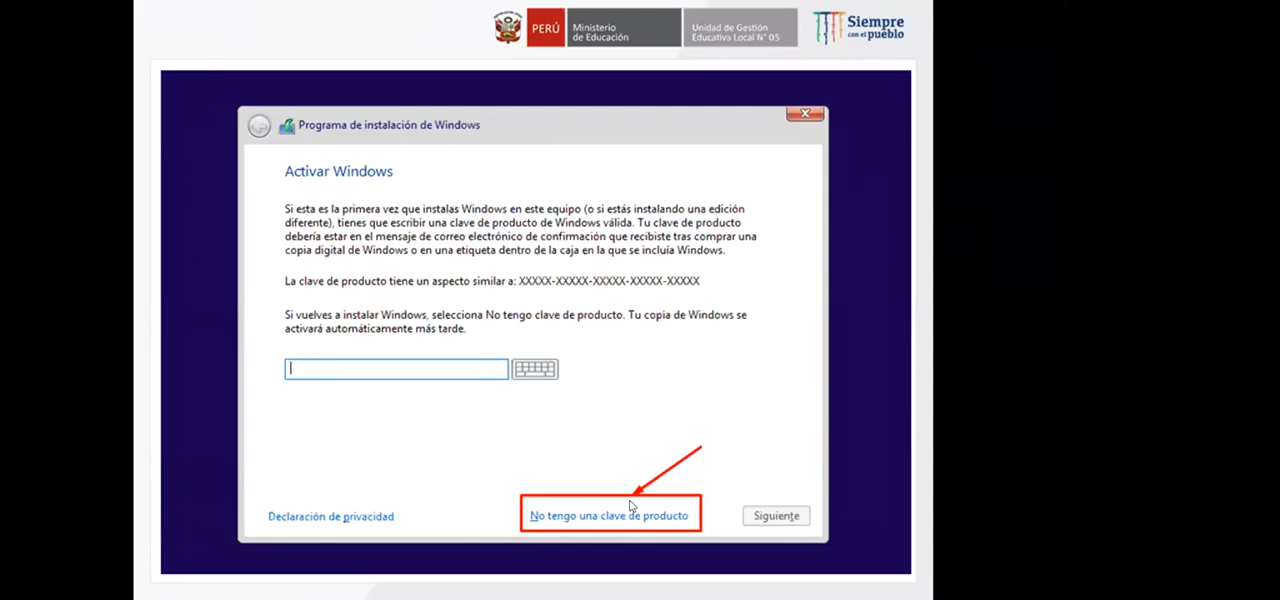 PERÚ
Ministerio
de Educación
Unidad de Gestión
Educativa Local N° 05
Siempre
con el pueblo
Programa de instalación de Windows
Activar Windows
Si esta es la primera vez que instalas Windows en este equipo (o si estás instalando una edición
diferente), tienes que escribir una clave de producto de Windows válida. Tu clave de producto
debería estar en el mensaje de correo electrónico de confirmación que recibiste tras comprar una
copia digital de Windows o en una etiqueta dentro de la caja en la que se incluía Windows.
La clave de producto tiene un aspecto similar a: XXXXX-XXXXX-XXXXX-XXXXX-XXXXX
Si vuelves a instalar Windows, selecciona No tengo clave de producto. Tu copia de Windows se
activará automáticamente más tarde.
Declaración de privacidad
No tengo una clave de producto
Siguiente